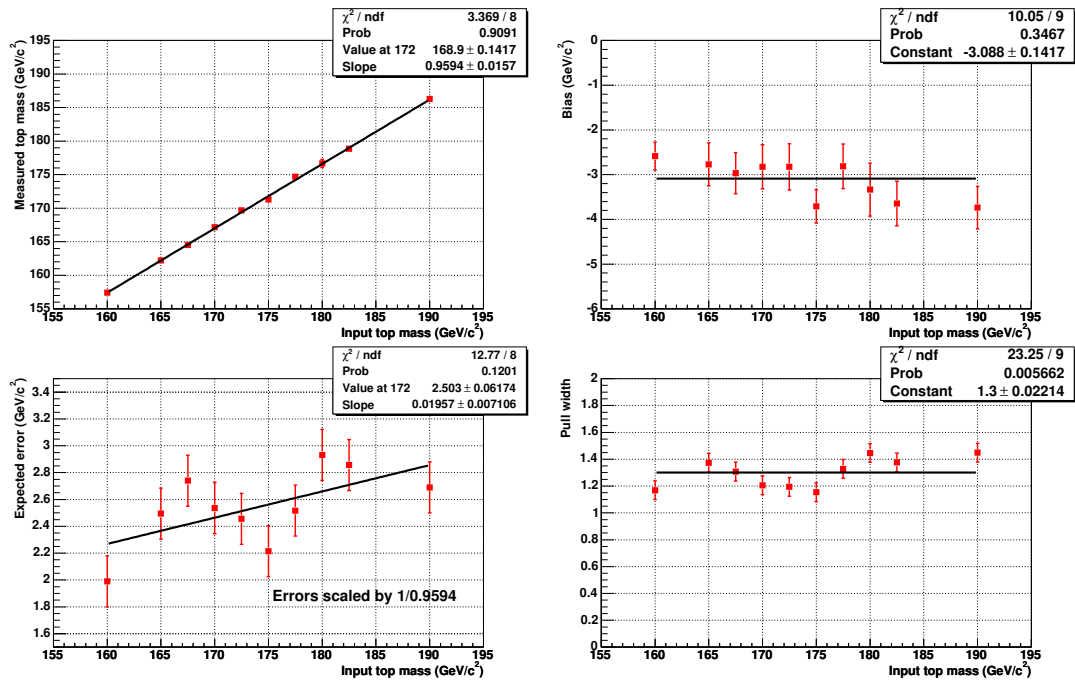 χ² / ndf 3.369 / 8
Prob 0.9091
Value at 172 168.9 ± 0.1417
Slope 0.9594 ± 0.0157
Measured top mass (GeV/c²)
195
190
185
180
175
170
165
160
155
155 160 165 170 175 180 185 190 195
Input top mass (GeV/c²)
χ² / ndf 10.05 / 9
Prob 0.3467
Constant -3.088 ± 0.1417
Bias (GeV/c²)
0
-1
-2
-3
-4
-5
-6
155 160 165 170 175 180 185 190 195
Input top mass (GeV/c²)
χ² / ndf 12.77 / 8
Prob 0.1201
Value at 172 2.503 ± 0.06174
Slope 0.01957 ± 0.007106
Expected error (GeV/c²)
3.4
3.2
3
2.8
2.6
2.4
2.2
2
1.8
1.6
Errors scaled by 1/0.9594
155 160 165 170 175 180 185 190 195
Input top mass (GeV/c²)
χ² / ndf 23.25 / 9
Prob 0.005662
Constant 1.3 ± 0.02214
Pull width
2
1.8
1.6
1.4
1.2
1
0.8
0.6
0.4
0.2
0
155 160 165 170 175 180 185 190 195
Input top mass (GeV/c²)